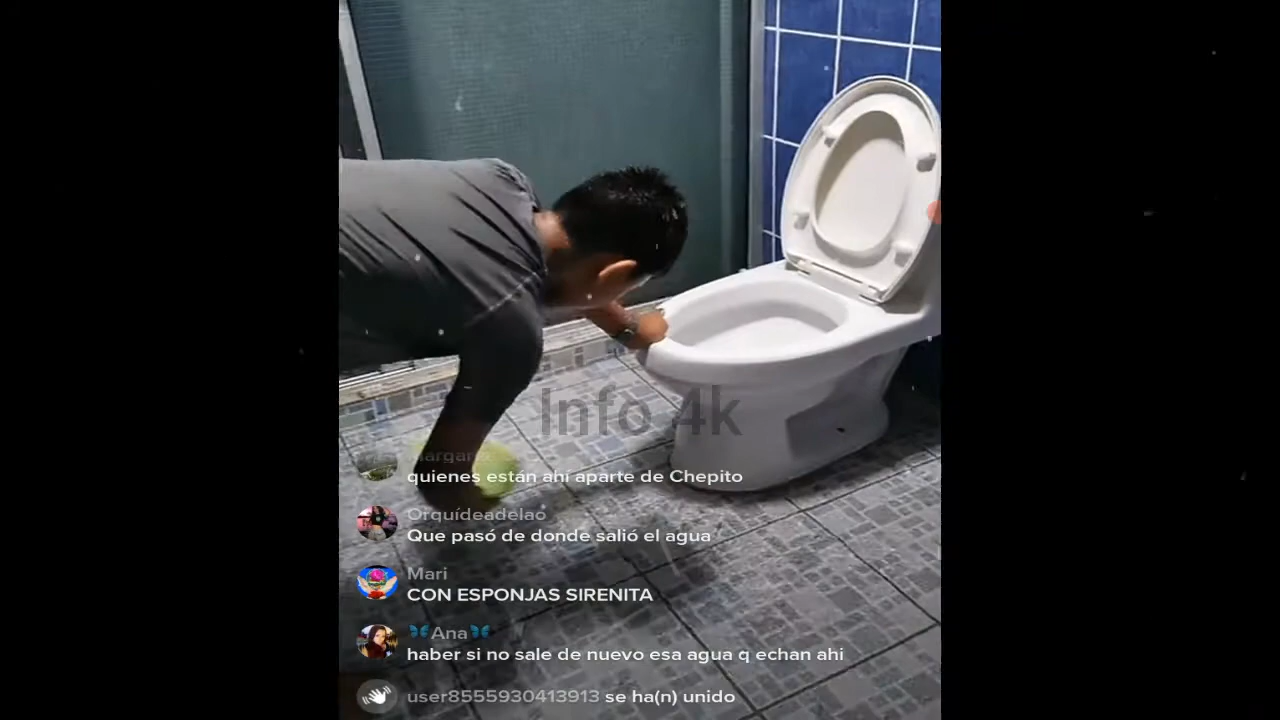 Info 4k
quienes están ahí aparte de Chepito
Orquídeadelao
Que pasó de donde salió el agua
Mari
CON ESPONJAS SIRENITA
Ana
haber si no sale de nuevo esa agua q echan ahi
user8555930413913 se ha(n) unido